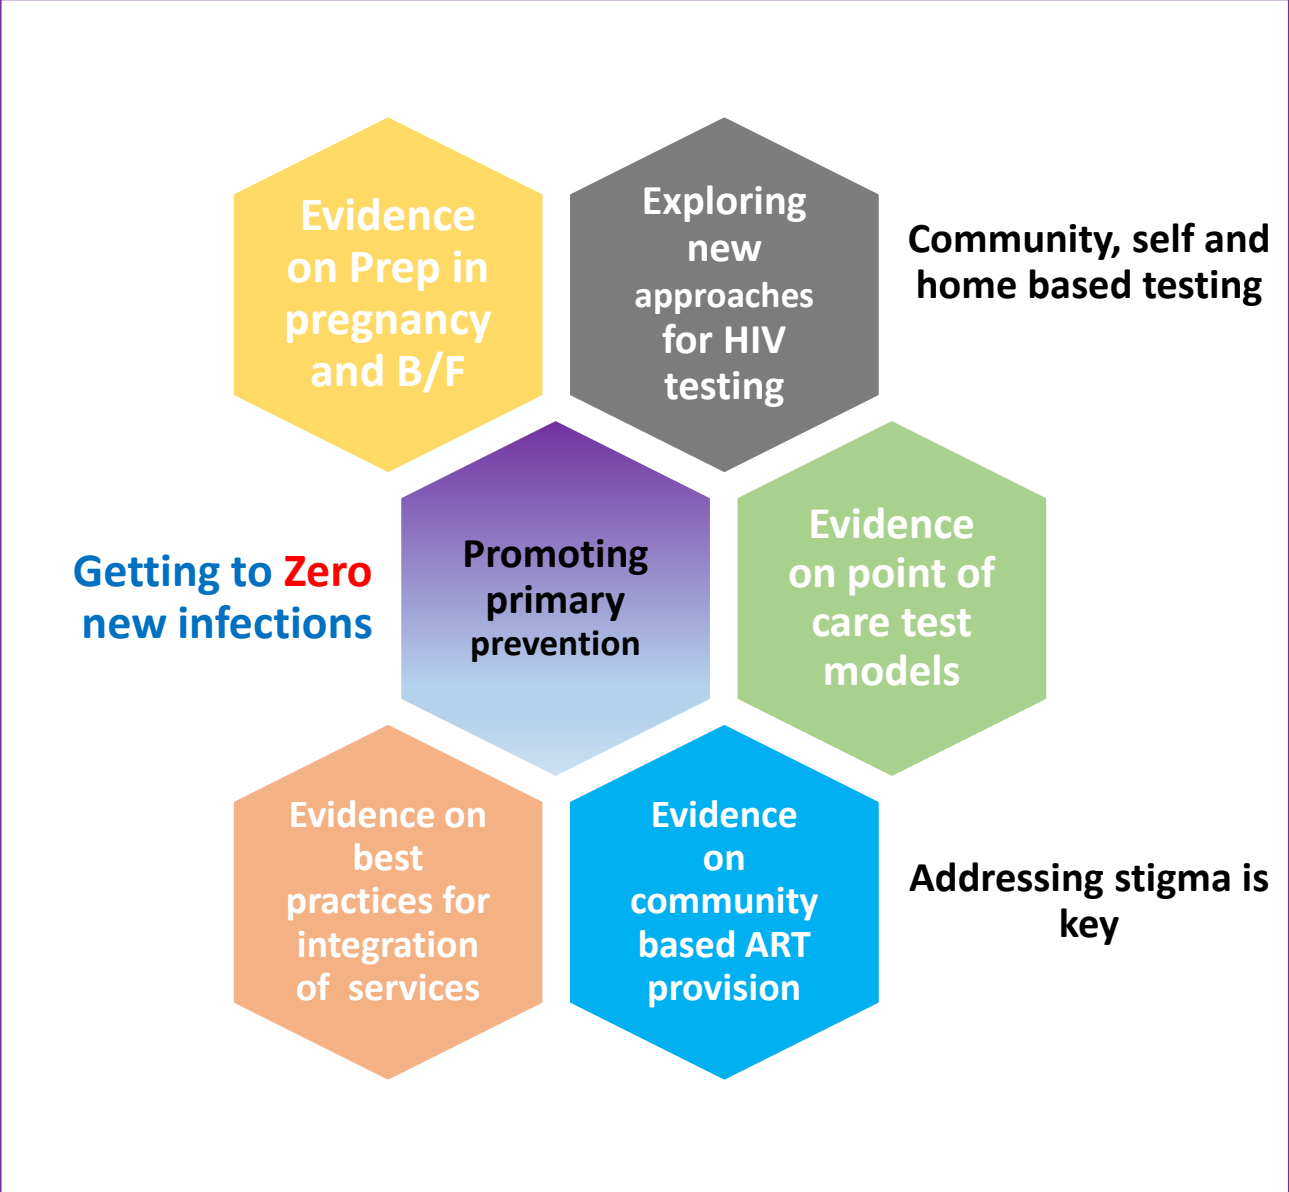 Evidence
on Prep in
pregnancy
and B/F
Exploring
new
approaches
for HIV
testing
Community, self and
home based testing
Getting to Zero
new infections
Promoting
primary
prevention
Evidence
on point of
care test
models
Evidence on
best
practices for
integration
of services
Evidence
on
community
based ART
provision
Addressing stigma is
key